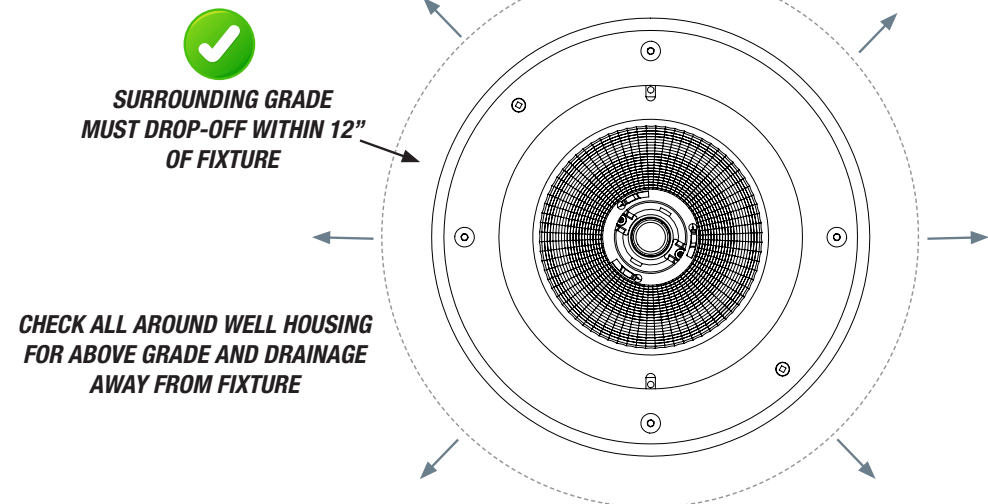 SURROUNDING GRADE
MUST DROP-OFF WITHIN 12”
OF FIXTURE
CHECK ALL AROUND WELL HOUSING
FOR ABOVE GRADE AND DRAINAGE
AWAY FROM FIXTURE